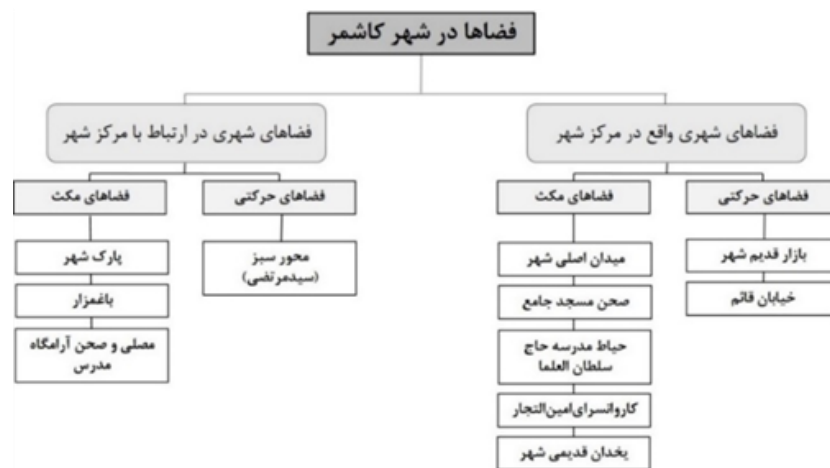 فضاها در شهر کاشمر
فضاهای شهری واقع در مرکز شهر
فضاهای حرکتی
بازار قدیم شهر
خیابان قائم
فضاهای مکث
میدان اصلی شهر
صحن مسجد جامع
حیاط مدرسه حاج
سلطان العلما
کاروانسرای‌امین‌التجار
یخدان قدیمی شهر
فضاهای شهری در ارتباط با مرکز شهر
فضاهای حرکتی
محور سبز
(سیدمرتضی)
فضاهای مکث
پارک شهر
باغمزار
مصلی و صحن آرامگاه
مدرس